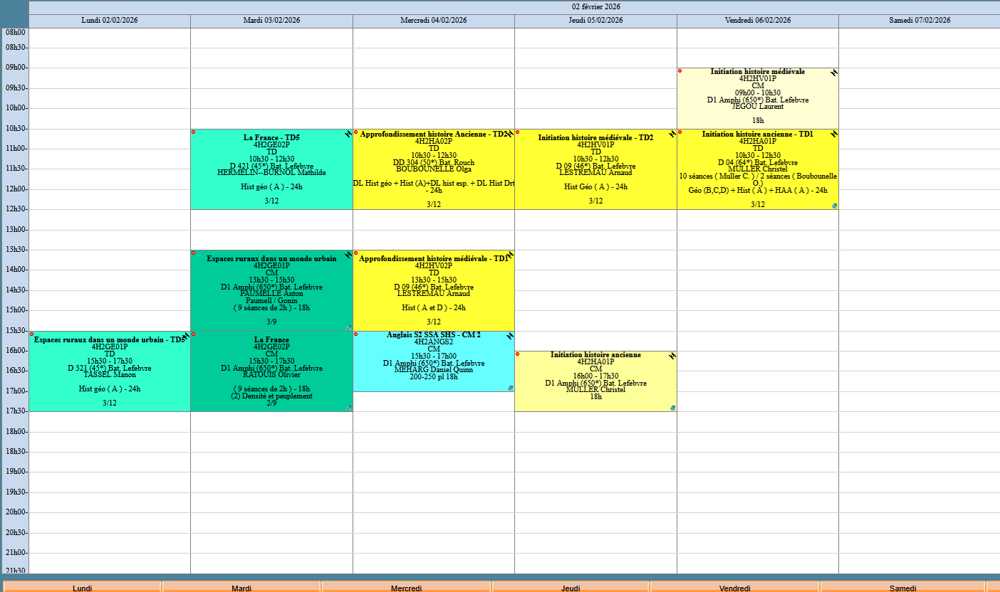 02 février 2026
Lundi 02/02/2026
Mardi 03/02/2026
Mercredi 04/02/2026
Jeudi 05/02/2026
Vendredi 06/02/2026
Samedi 07/02/2026
08h00
08h30
09h00
09h30
10h00
10h30
11h00
11h30
12h00
12h30
13h00
13h30
14h00
14h30
15h00
15h30
16h00
16h30
17h00
17h30
18h00
18h30
19h00
19h30
20h00
20h30
21h00
21h30
Espaces ruraux dans un monde urbain - TD5
4H2GE01P
TD
15h30 - 17h30
D 321 (45*) Bat. Lefebvre
TASSEL Manon
Hist géo ( A ) - 24h
3/12
La France - TD5
4H2GE02P
TD
10h30 - 12h30
D 421 (45*) Bat. Lefebvre
HERMELIN--BURNOL Mathilde
Hist géo ( A ) - 24h
3/12
Espaces ruraux dans un monde urbain
4H2GE01P
CM
13h30 - 15h30
D1 Amphi (650*) Bat. Lefebvre
PAUMELLE Anton
Paumell / Gonin
( 9 séances de 2h ) - 18h
3/9
La France
4H2GE02P
CM
15h30 - 17h30
D1 Amphi (650*) Bat. Lefebvre
RATOUIS Olivier
( 9 séances de 2h ) - 18h
(2) Densité et peuplement
2/9
Approfondissement histoire Ancienne - TD2
4H2HA02P
TD
10h30 - 12h30
DD 304 (50*) Bat. Rouch
BOUBOUNELLE Olga
DL Hist géo + Hist (A)+DL hist esp. + DL Hist Drt
- 24h
3/12
Approfondissement histoire médiévale - TD1
4H2HV02P
TD
13h30 - 15h30
D 09 (46*) Bat. Lefebvre
LESTREMAU Arnaud
Hist ( A et D ) - 24h
3/12
Anglais S2 SSA SHS - CM 2
4H2ANGS2
CM
15h30 - 17h00
D1 Amphi (650*) Bat. Lefebvre
MEHARG Daniel Quinn
200-250 pl 18h
Initiation histoire médiévale - TD2
4H2HV01P
TD
10h30 - 12h30
D 09 (46*) Bat. Lefebvre
LESTREMAU Arnaud
Hist Géo ( A ) - 24h
3/12
Initiation histoire ancienne
4H2HA01P
CM
16h00 - 17h30
D1 Amphi (650*) Bat. Lefebvre
MULLER Christel
18h
Initiation histoire médiévale
4H2HV01P
CM
09h00 - 10h30
D1 Amphi (650*) Bat. Lefebvre
JEGOU Laurent
18h
Initiation histoire ancienne - TD1
4H2HA01P
TD
10h30 - 12h30
D 04 (64*) Bat. Lefebvre
MULLER Christel
10 séances ( Muller C. ) / 2 séances ( Boubounelle
O.)
Géo (B,C,D) + Hist ( A ) + HAA ( A ) - 24h
3/12
Lundi
Mardi
Mercredi
Jeudi
Vendredi
Samedi